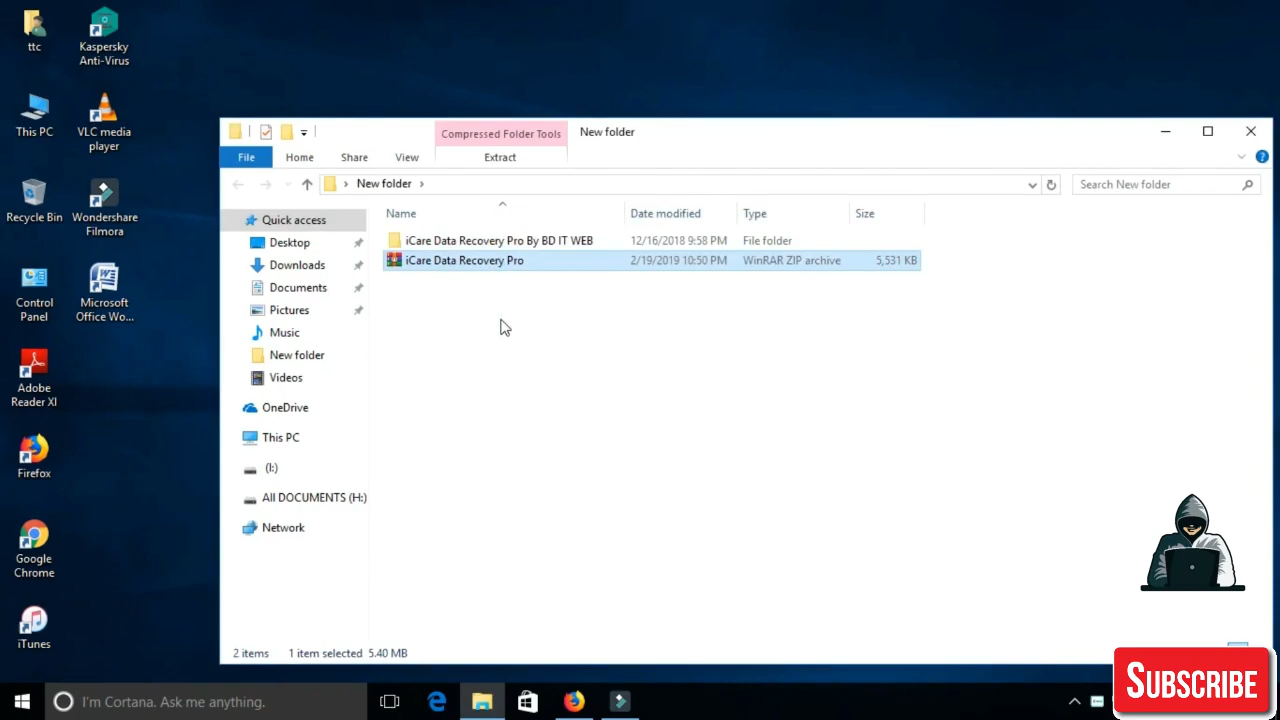 ttc
Kaspersky
Anti-Virus
This PC
VLC media
player
Recycle Bin
Wondershare
Filmora
Control
Panel
Microsoft
Office Wo...
Adobe
Reader XI
Firefox
Google
Chrome
iTunes
Compressed Folder Tools
New folder
File
Home
Share
View
Extract
New folder
Search New folder
Name
Date modified
Type
Size
iCare Data Recovery Pro By BD IT WEB
12/16/2018 9:58 PM
File folder
iCare Data Recovery Pro
2/19/2019 10:50 PM
WinRAR ZIP archive
5,531 KB
Quick access
Desktop
Downloads
Documents
Pictures
Music
New folder
Videos
OneDrive
This PC
(I:)
All DOCUMENTS (H:)
Network
2 items
1 item selected 5.40 MB
I'm Cortana. Ask me anything.
SUBSCRIBE